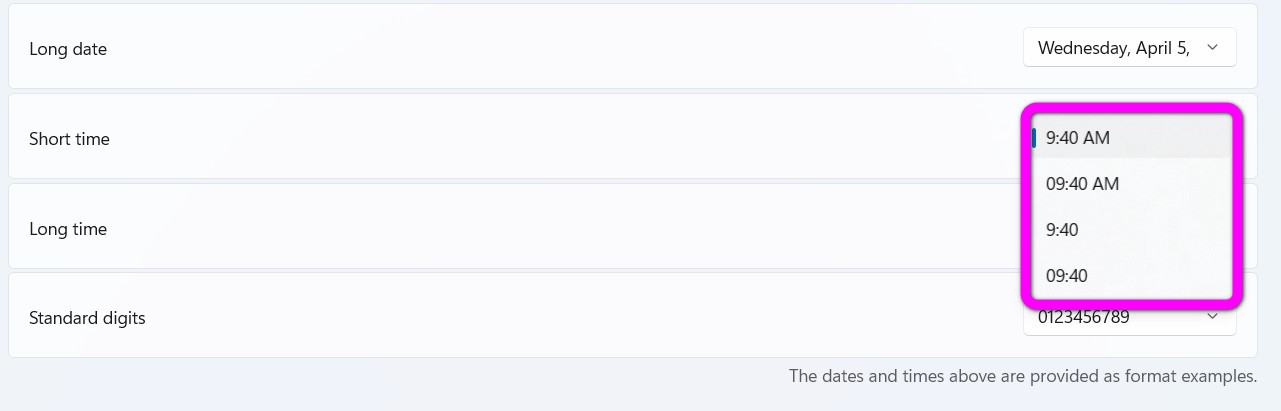 Long date
Wednesday, April 5,
Short time
9:40 AM
09:40 AM
Long time
9:40
09:40
Standard digits
0123456789
The dates and times above are provided as format examples.